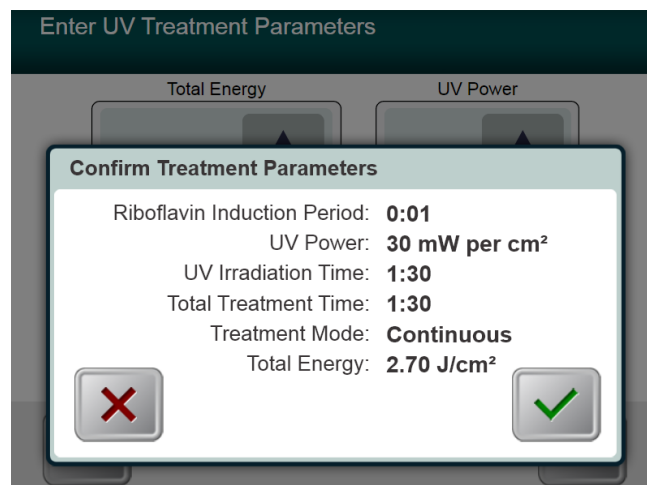 Enter UV Treatment Parameters
Total Energy UV Power
Confirm Treatment Parameters
Riboflavin Induction Period: 0:01
UV Power: 30 mW per cm²
UV Irradiation Time: 1:30
Total Treatment Time: 1:30
Treatment Mode: Continuous
Total Energy: 2.70 J/cm²